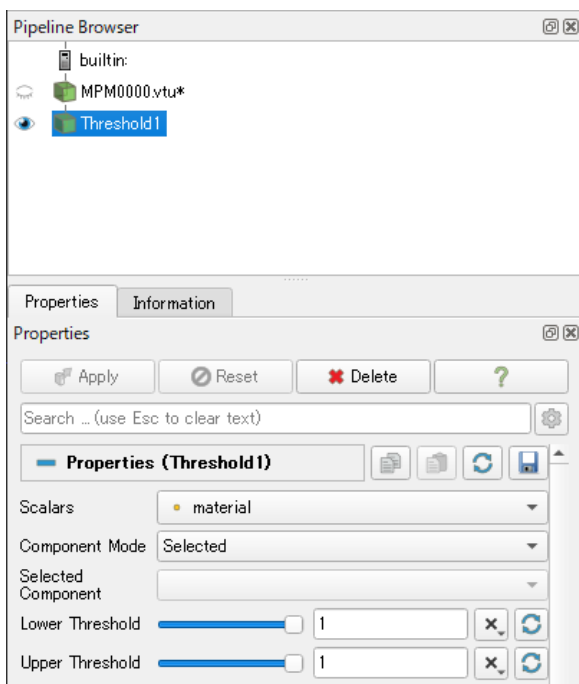 Pipeline Browser
builtin:
MPM0000.vtu*
Threshold1
Properties
Information
Properties
Apply
Reset
Delete
?
Search ... (use Esc to clear text)
Properties (Threshold1)
Scalars
material
Component Mode
Selected
Selected
Component
Lower Threshold
1
Upper Threshold
1